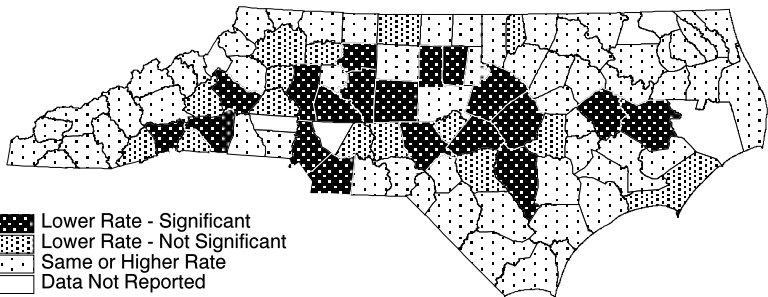 Lower Rate - Significant
Lower Rate - Not Significant
Same or Higher Rate
Data Not Reported